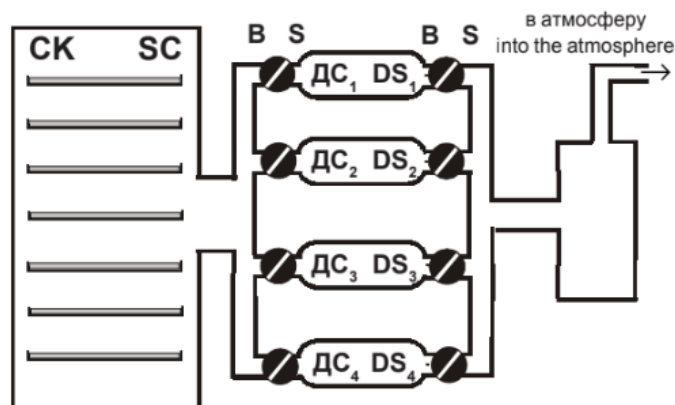 в атмосферу
into the atmosphere
СК SC
В S В S
ДС₁ DS₁
ДС₂ DS₂
ДС₃ DS₃
ДС₄ DS₄